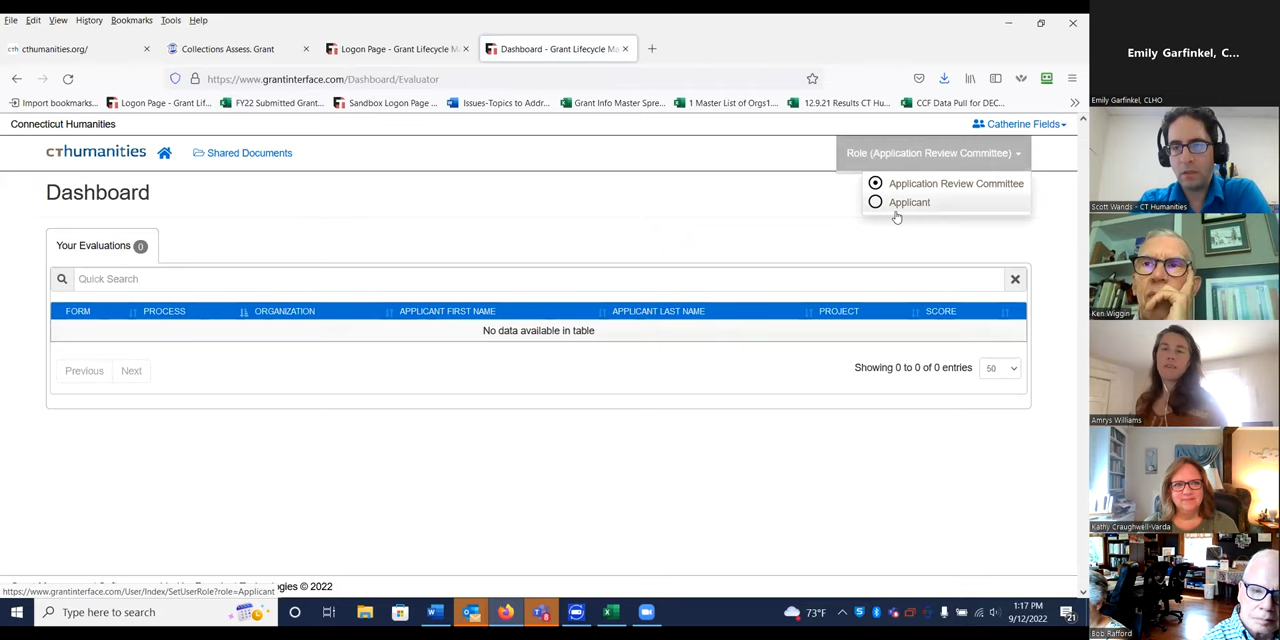 File Edit View History Bookmarks Tools Help
cthumanities.org/
Collections Assess. Grant
Logon Page - Grant Lifecycle M
Dashboard - Grant Lifecycle Ma
https://www.grantinterface.com/Dashboard/Evaluator
Import bookmarks...
Logon Page - Grant Lif...
FY22 Submitted Grant...
Sandbox Logon Page ...
Issues-Topics to Addr...
Grant Info Master Spre...
1 Master List of Orgs1....
12.9.21 Results CT Hu...
CCF Data Pull for DEC...
Connecticut Humanities
Catherine Fields
CThumanities
Shared Documents
Role (Application Review Committee)
Application Review Committee
Applicant
Dashboard
Your Evaluations 0
Quick Search
FORM PROCESS ORGANIZATION APPLICANT FIRST NAME APPLICANT LAST NAME PROJECT SCORE
No data available in table
Previous Next
Showing 0 to 0 of 0 entries 50
ogies © 2022
https://www.grantinterface.com/User/Index/SetUserRole?role=Applicant
Type here to search
73°F
1:17 PM
9/12/2022
21
Emily Garfinkel, C...
Emily Garfinkel, CLHO
Scott Wands - CT Humanities
Ken Wiggin
Amrys Williams
Kathy Craughwell-Varda
Bob Rafford